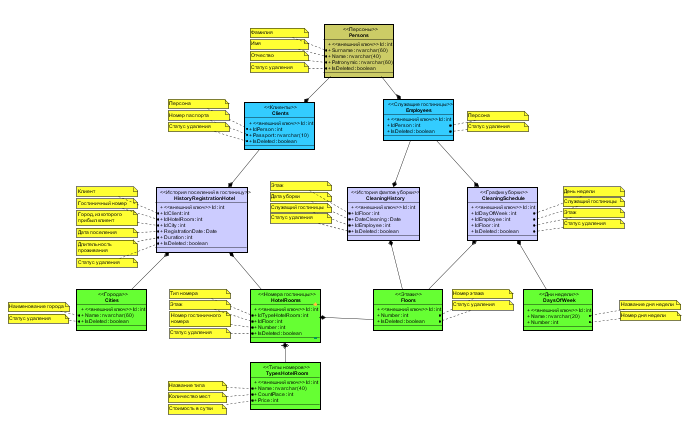 <<Персоны>>
Persons
+ <<внешний ключ>> Id : int
+ Surname : nvarchar(60)
+ Name : nvarchar(40)
+ Patronymic : nvarchar(60)
+ IsDeleted : boolean
Фамилия
Имя
Отчество
Статус удаления
<<Клиенты>>
Clients
+ <<внешний ключ>> Id : int
+ IdPerson : int
+ Passport : nvarchar(10)
+ IsDeleted : boolean
Персона
Номер паспорта
Статус удаления
<<Служащие гостиницы>>
Employees
+ <<внешний ключ>> Id : int
+ IdPerson : int
+ IsDeleted : boolean
Персона
Статус удаления
<<История поселений в гостиницу>>
HistoryRegistrationHotel
+ <<внешний ключ>> Id : int
+ IdClient : int
+ IdHotelRoom : int
+ IdCity : int
+ RegistrationDate : Date
+ Duration : int
+ IsDeleted : boolean
Клиент
Гостиничный номер
Город, из которого
прибыл клиент
Дата поселения
Длительность
проживания
Статус удаления
<<История фактов уборки>>
CleaningHistory
+ <<внешний ключ>> Id : int
+ IdFloor : int
+ DateCleaning : Date
+ IdEmployee : int
+ IsDeleted : boolean
Этаж
Дата уборки
Служащий гостиницы
Статус удаления
<<График уборки>>
CleaningSchedule
+ <<внешний ключ>> Id : int
+ IdDayOfWeek : int
+ IdEmployee : int
+ IdFloor : int
+ IsDeleted : boolean
День недели
Служащий гостиницы
Этаж
Статус удаления
<<Города>>
Cities
+ <<внешний ключ>> Id : int
+ Name : nvarchar(60)
+ IsDeleted : boolean
Наименование города
Статус удаления
<<Номера гостиницы>>
HotelRooms
+ <<внешний ключ>> Id : int
+ IdTypeHotelRoom : int
+ IdFloor : int
+ Number : int
+ IsDeleted : boolean
Тип номера
Этаж
Номер гостиничного
номера
Статус удаления
<<Этажи>>
Floors
+ <<внешний ключ>> Id : int
+ Number : int
+ IsDeleted : boolean
Номер этажа
Статус удаления
<<Дни недели>>
DaysOfWeek
+ <<внешний ключ>> Id : int
+ Name : nvarchar(20)
+ Number : int
Название дня недели
Номер дня недели
<<Типы номеров>>
TypesHotelRoom
+ <<внешний ключ>> Id : int
+ Name : nvarchar(40)
+ CountPlace : int
+ Price : int
Название типа
Количество мест
Стоимость в сутки